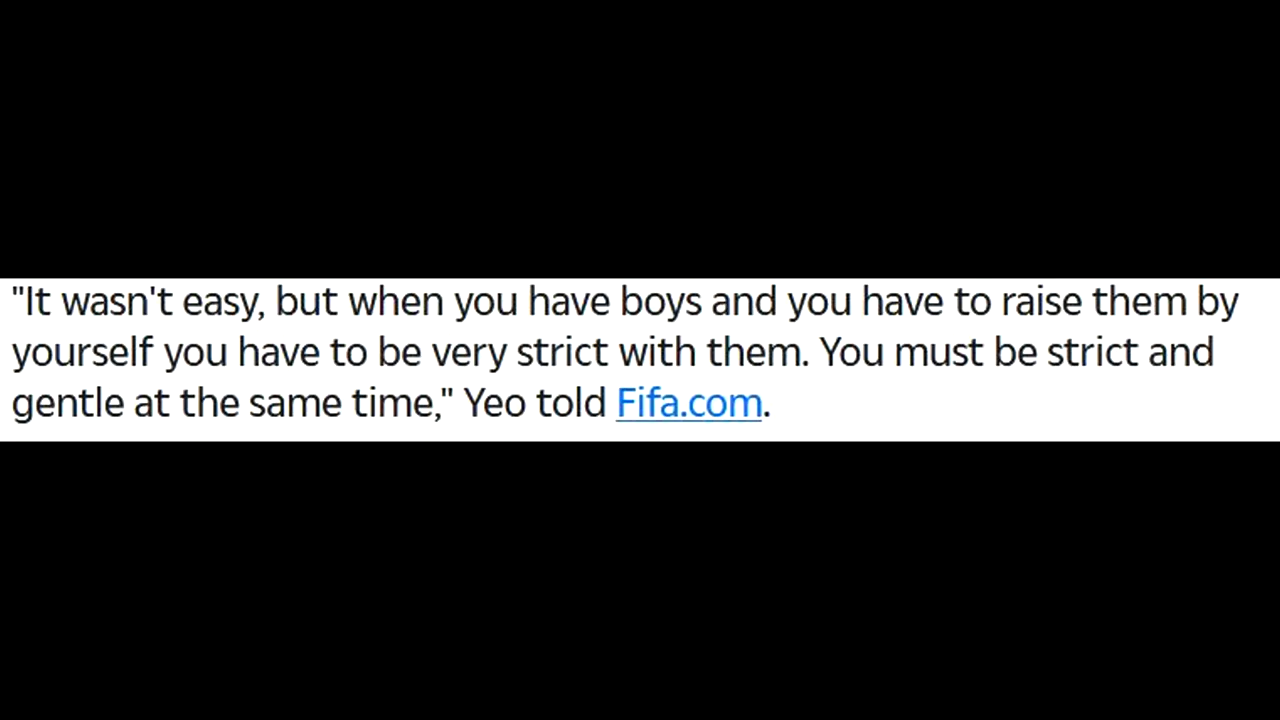 "It wasn't easy, but when you have boys and you have to raise them by
yourself you have to be very strict with them. You must be strict and
gentle at the same time," Yeo told Fifa.com.